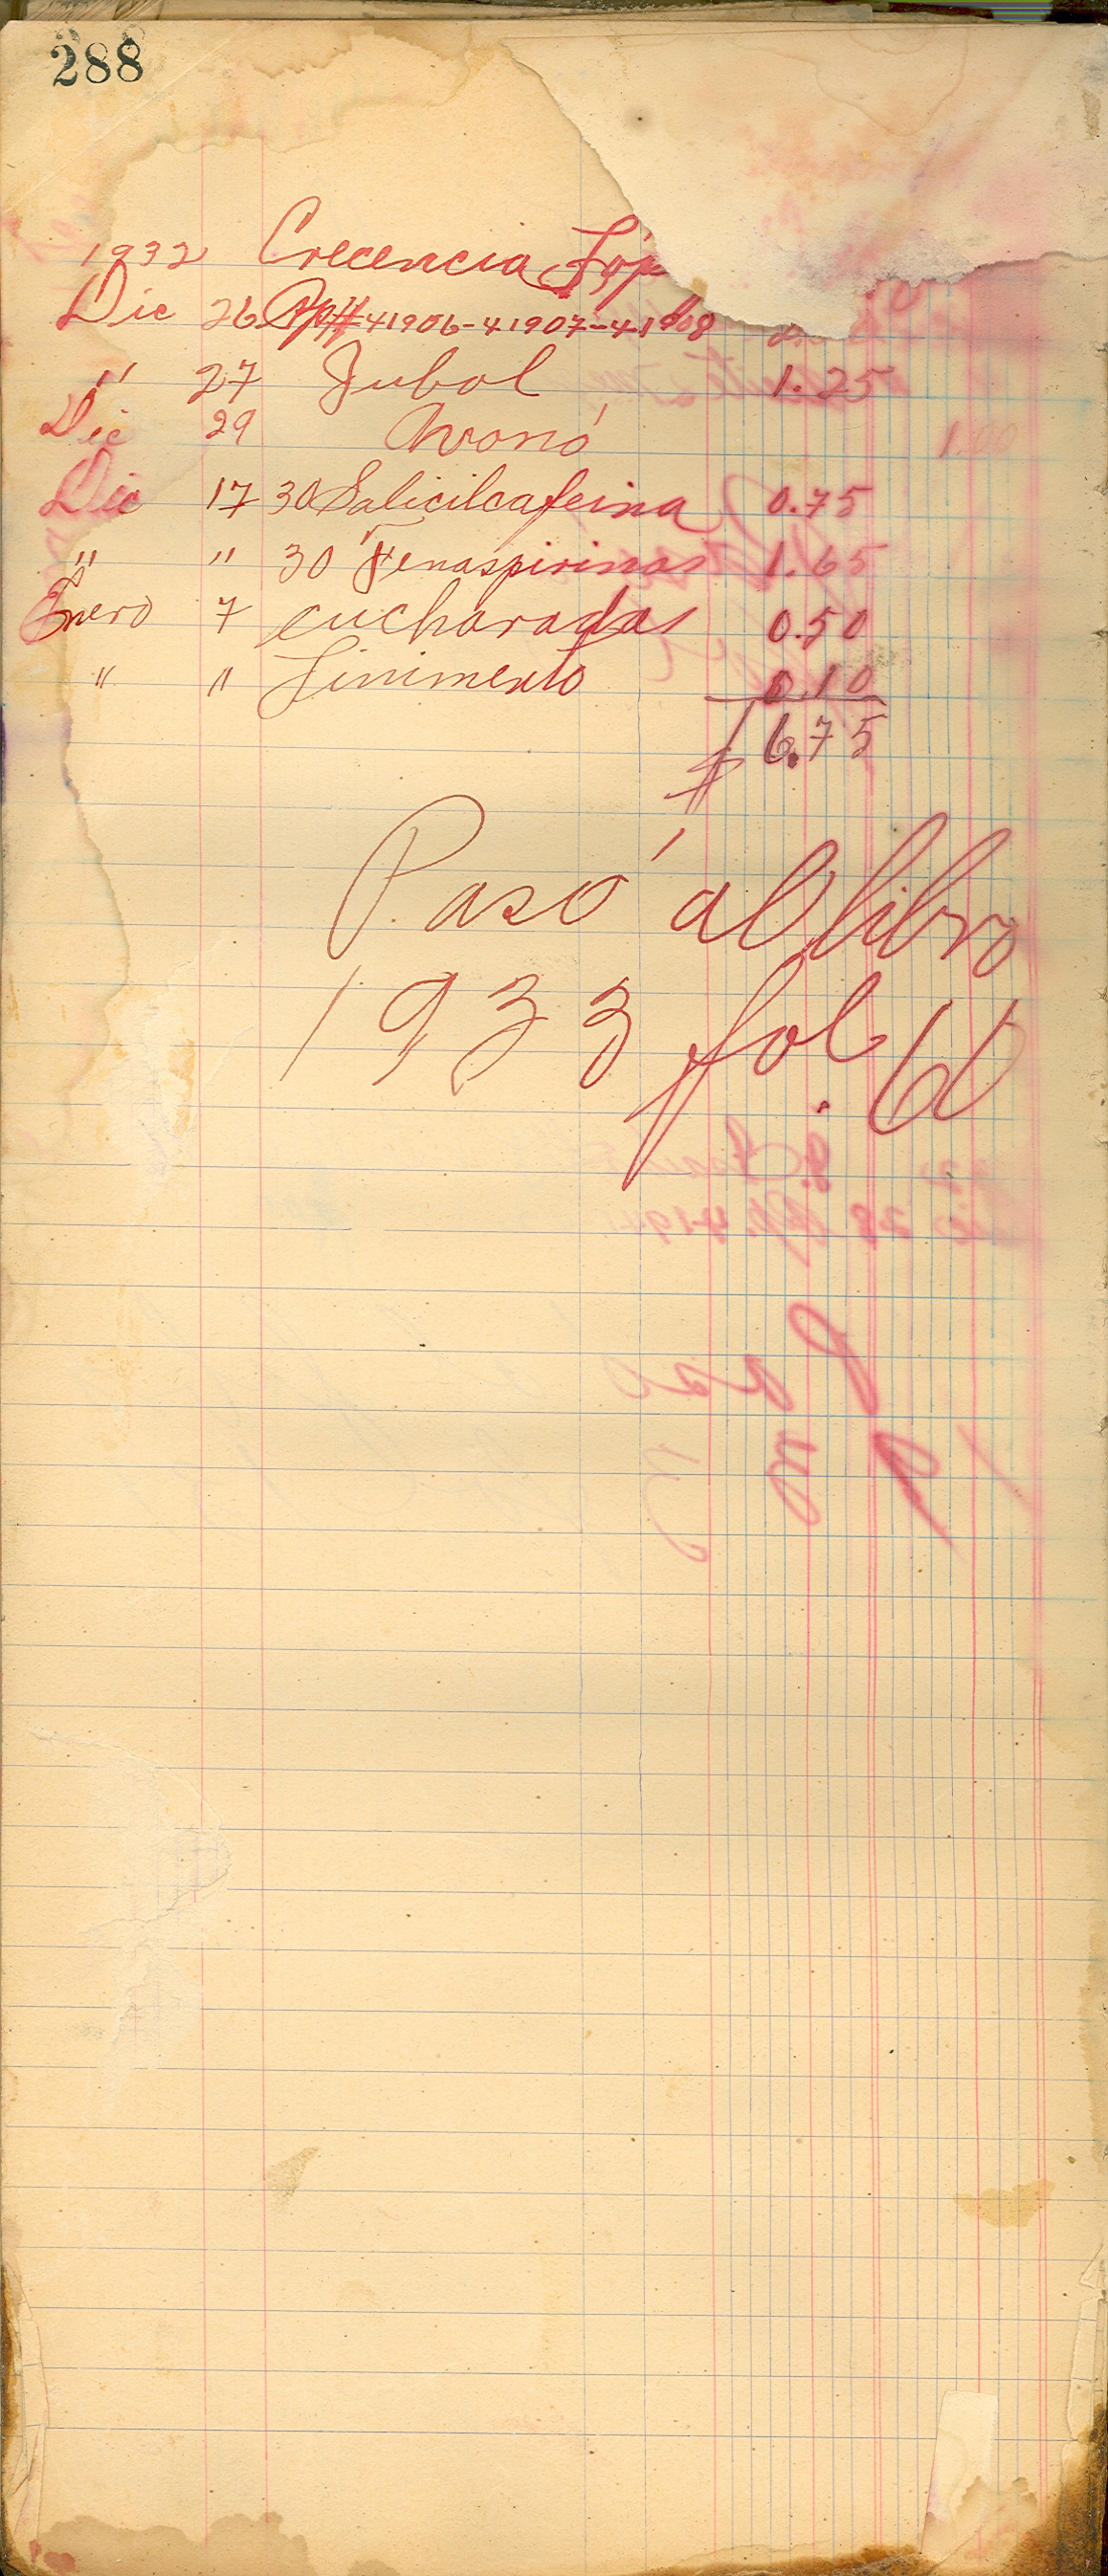 288
1932 Crecencia Lóp
Dic 26 Rp# 41906-41907-41908
" 27 Jubol 1.25
Dic 29 Abonó 1.00
Dic 17 30 Salicilcafeina 0.75
" " 30 Fenaspirinas 1.65
Enero 7 cucharadas 0.50
" " Linimento 0.10
$ 6.75
Pasó al libro
1933 fol.